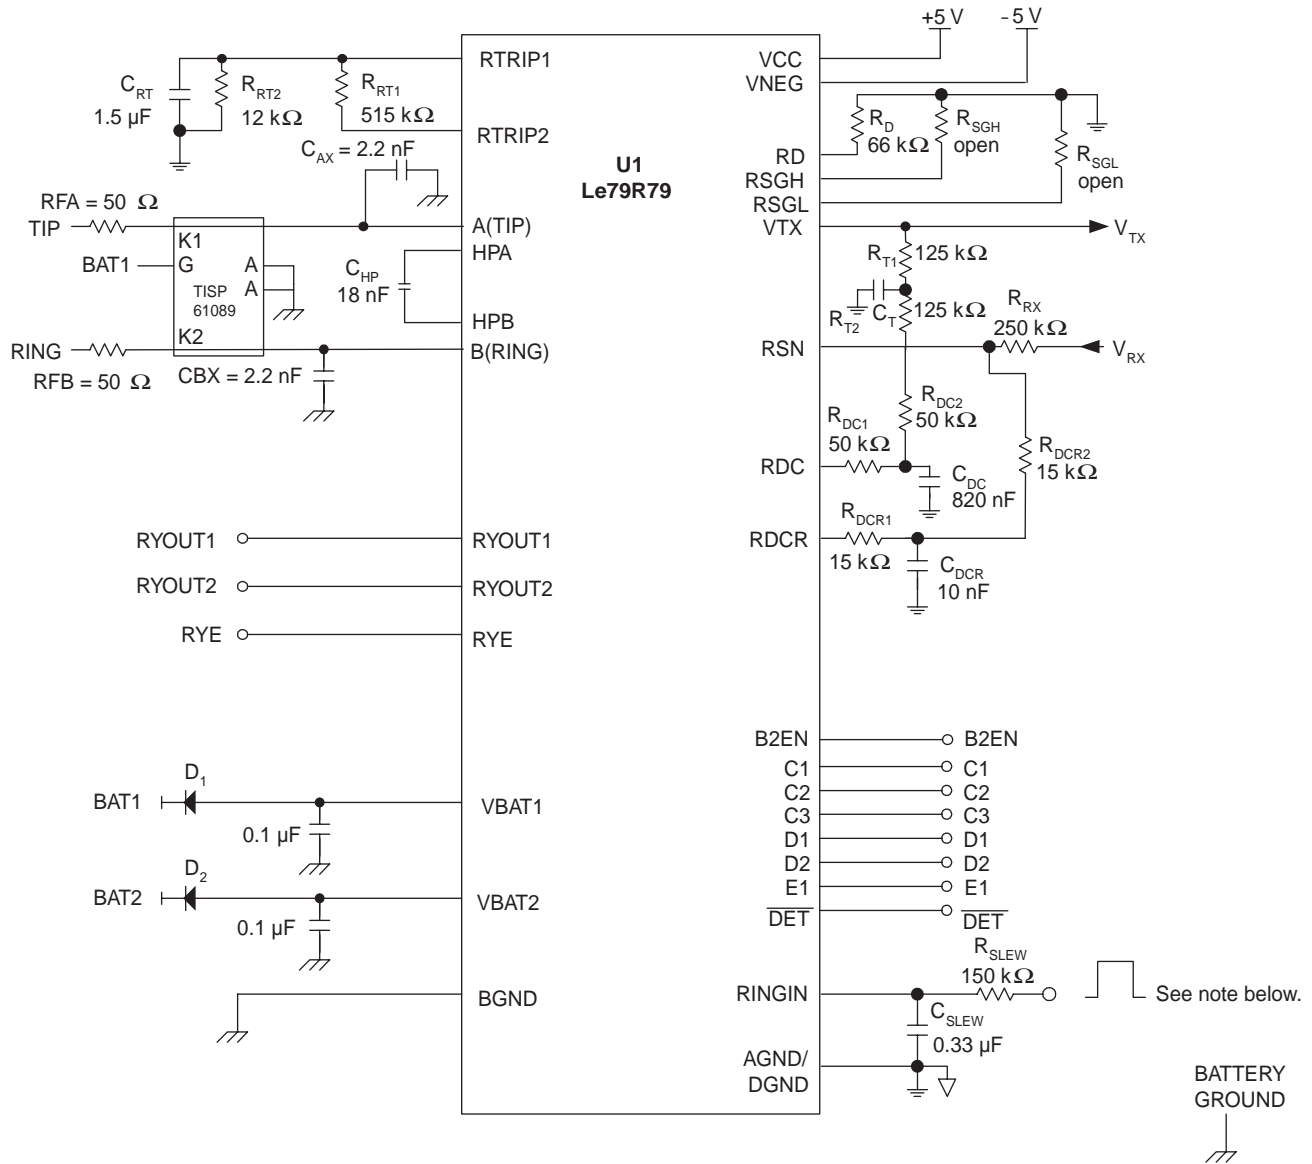 +5 V
−5 V
RTRIP1
VCC
VNEG
C_RT
1.5 µF
R_RT2
12 kΩ
R_RT1
515 kΩ
RTRIP2
C_AX = 2.2 nF
U1
Le79R79
R_D
66 kΩ
R_SGH
open
R_SGL
open
RD
RSGH
RSGL
VTX
V_TX
RFA = 50 Ω
TIP
K1
G
A
A
TISP
61089
K2
BAT1
A(TIP)
HPA
C_HP
18 nF
HPB
RING
RFB = 50 Ω
CBX = 2.2 nF
B(RING)
R_T1
125 kΩ
C_T
R_T2
125 kΩ
R_RX
250 kΩ
RSN
V_RX
R_DC2
50 kΩ
R_DC1
50 kΩ
RDC
C_DC
820 nF
R_DCR2
15 kΩ
R_DCR1
15 kΩ
RDCR
C_DCR
10 nF
RYOUT1
RYOUT1
RYOUT2
RYOUT2
RYE
RYE
B2EN
B2EN
C1
C1
C2
C2
C3
C3
D1
D1
D2
D2
E1
E1
DET
DET
D_1
BAT1
VBAT1
0.1 µF
D_2
BAT2
VBAT2
0.1 µF
BGND
R_SLEW
150 kΩ
RINGIN
See note below.
C_SLEW
0.33 µF
AGND/
DGND
BATTERY
GROUND